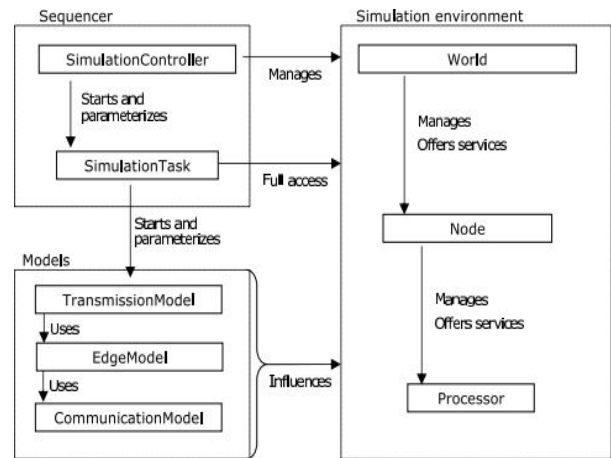 Sequencer
SimulationController
Starts and
parameterizes
SimulationTask
Manages
Full access
Starts and
parameterizes
Models
TransmissionModel
Uses
EdgeModel
Uses
CommunicationModel
Influences
Simulation environment
World
Manages
Offers services
Node
Manages
Offers services
Processor